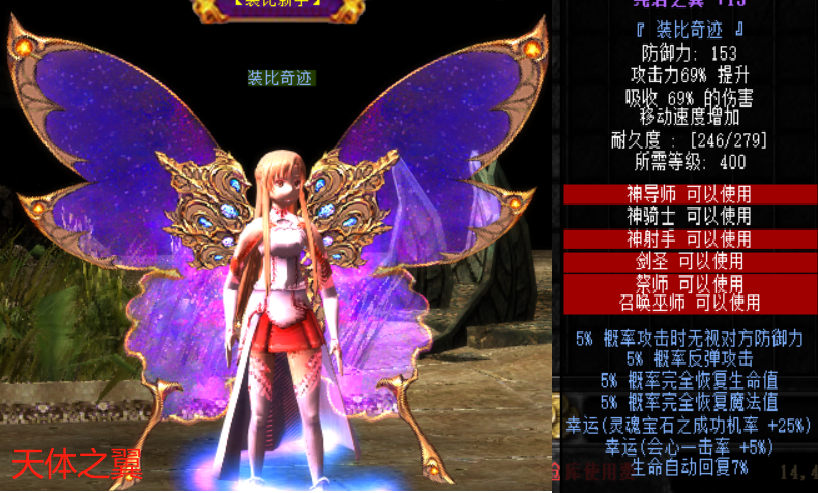 【装比新手】
装比奇迹
天体之翼
+13
『 装比奇迹 』
防御力: 153
攻击力69% 提升
吸收 69% 的伤害
移动速度增加
耐久度 : [246/279]
所需等级: 400
神导师 可以使用
神骑士 可以使用
神射手 可以使用
剑圣 可以使用
祭师 可以使用
召唤巫师 可以使用
5% 概率攻击时无视对方防御力
5% 概率反弹攻击
5% 概率完全恢复生命值
5% 概率完全恢复魔法值
幸运(灵魂宝石之成功机率 +25%)
幸运(会心一击率 +5%)
生命自动回复7%